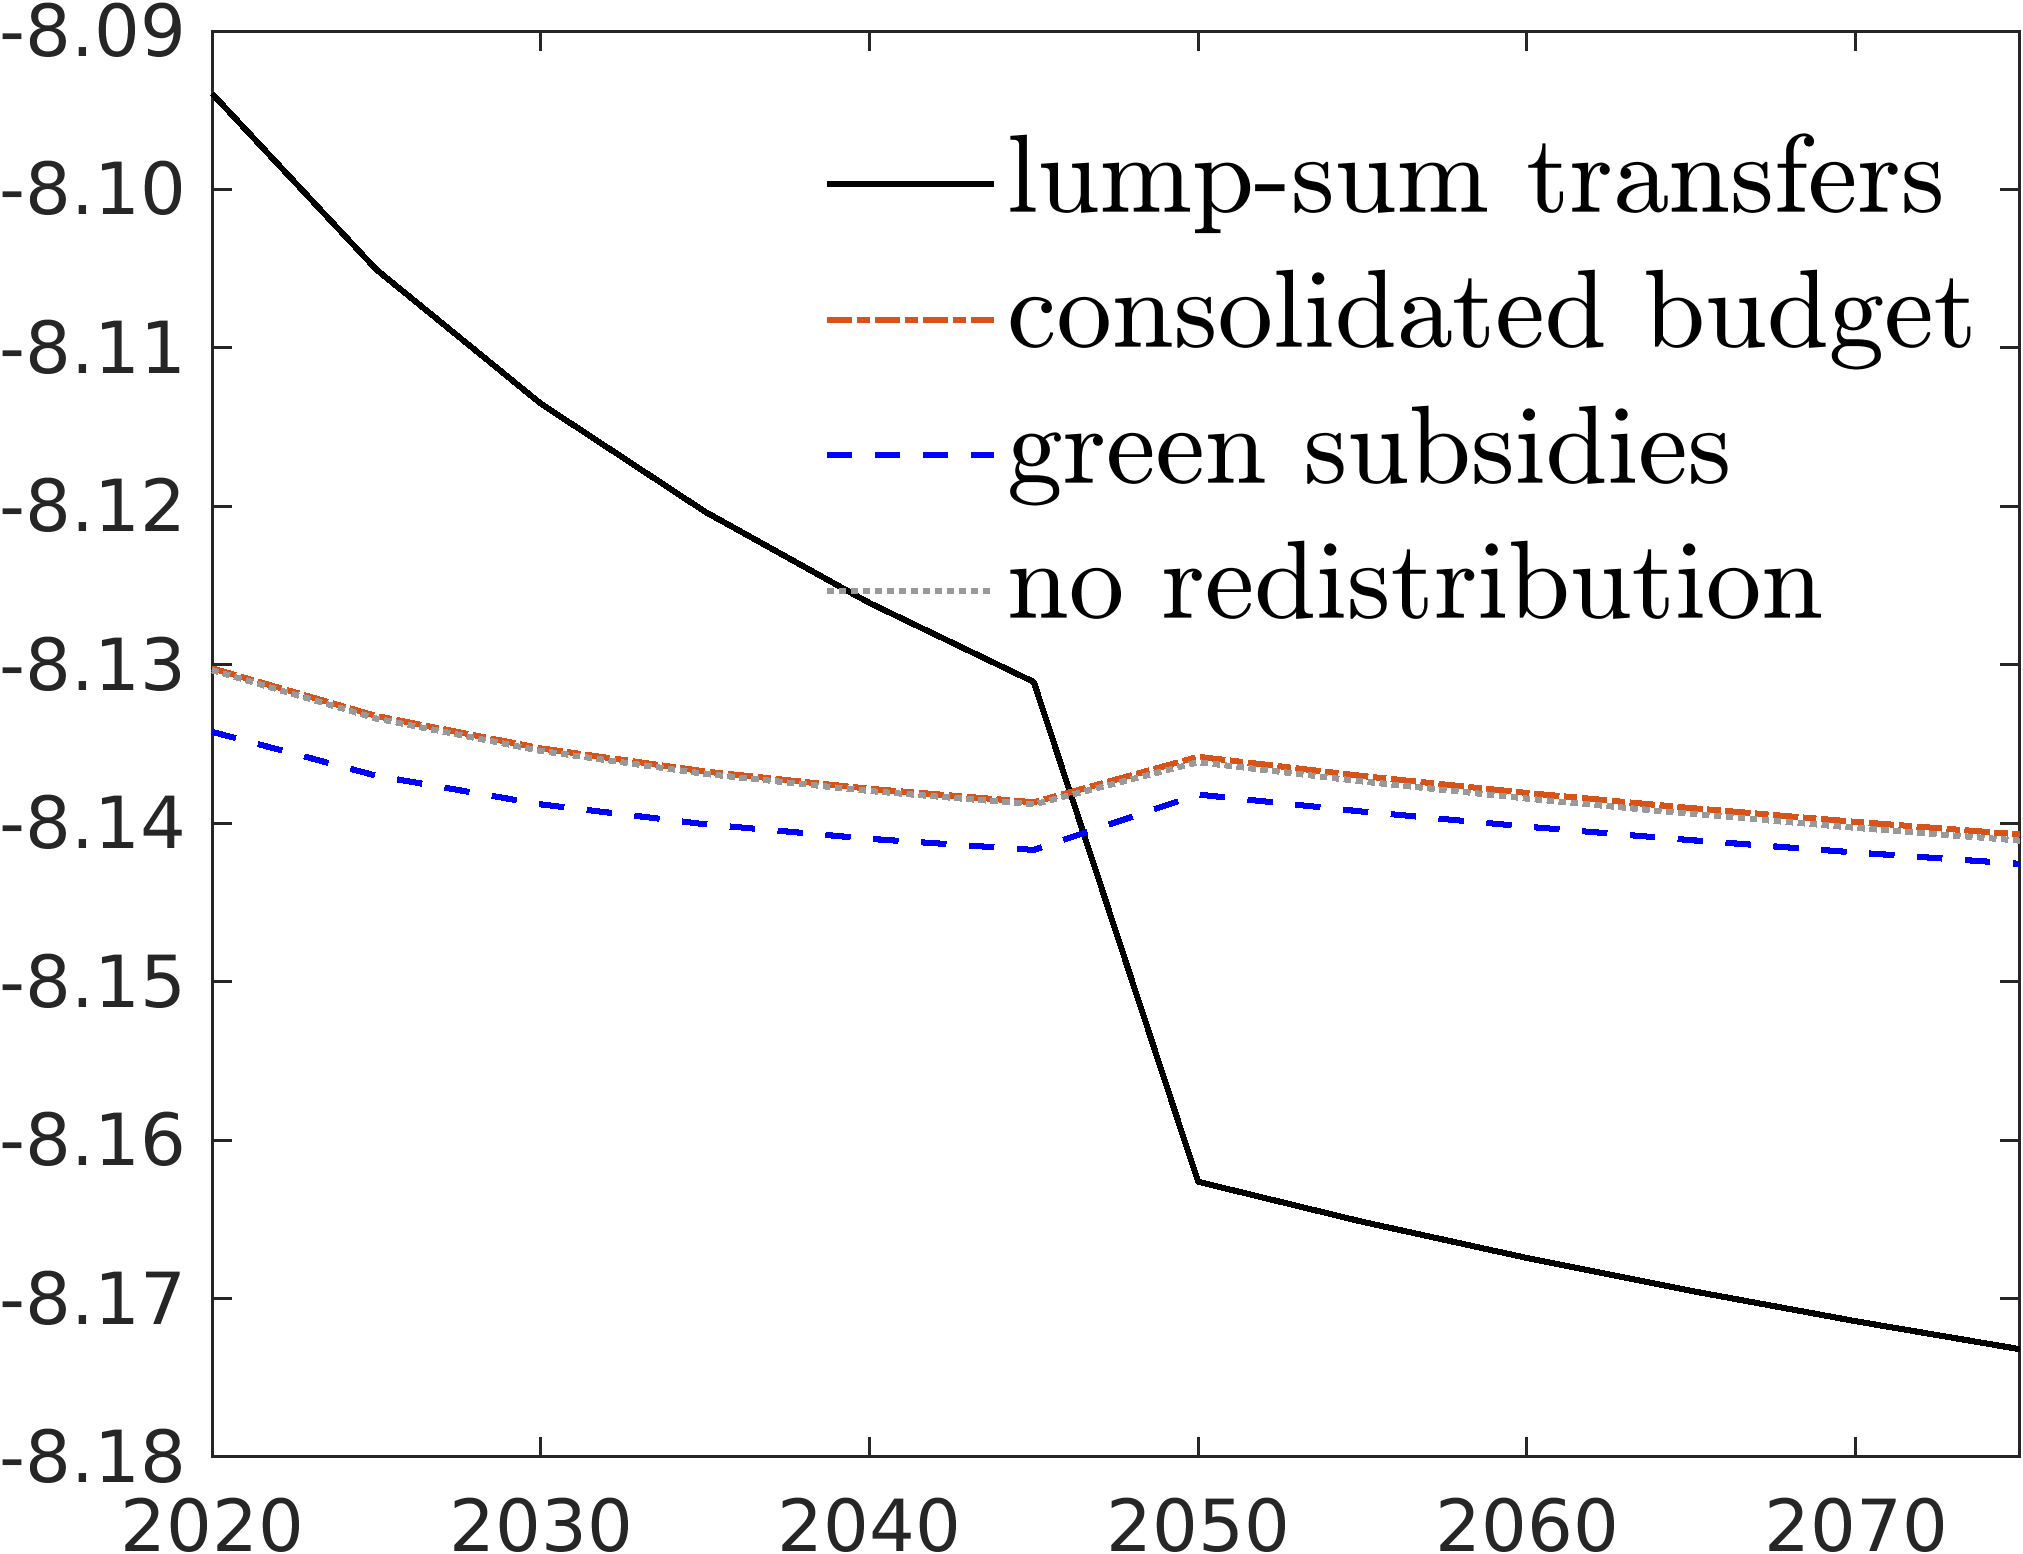 -8.09
-8.10
-8.11
-8.12
-8.13
-8.14
-8.15
-8.16
-8.17
-8.18
lump-sum transfers
consolidated budget
green subsidies
no redistribution
2020 2030 2040 2050 2060 2070